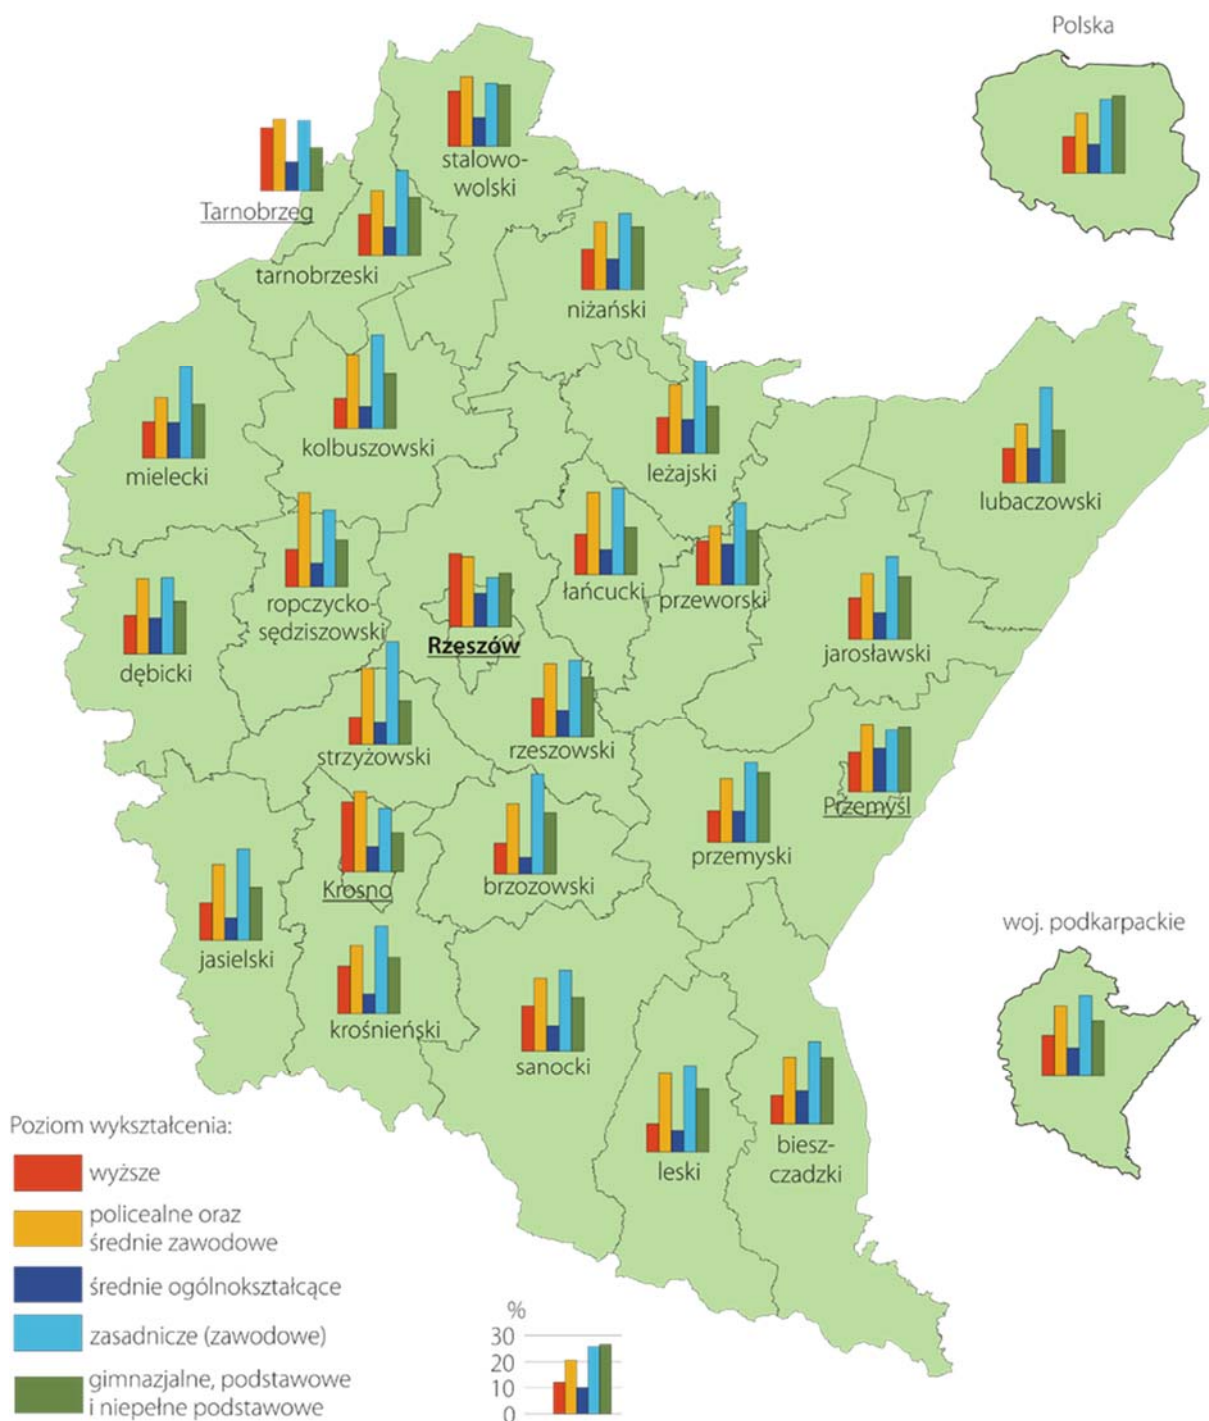 Polska
stalowo-
wolski
Tarnobrzeg
tarnobrzeski
niżański
kolbuszowski
mielecki
leżajski
lubaczowski
ropczycko-
sędziszowski
łańcucki
przeworski
dębicki
Rzeszów
jarosławski
strzyżowski
rzeszowski
Przemyśl
Krosno
brzozowski
przemyski
jasielski
krośnieński
sanocki
leski
biesz-
czadzki
woj. podkarpackie
Poziom wykształcenia:
wyższe
policealne oraz
średnie zawodowe
średnie ogólnokształcące
zasadnicze (zawodowe)
gimnazjalne, podstawowe
i niepełne podstawowe
%
30
20
10
0